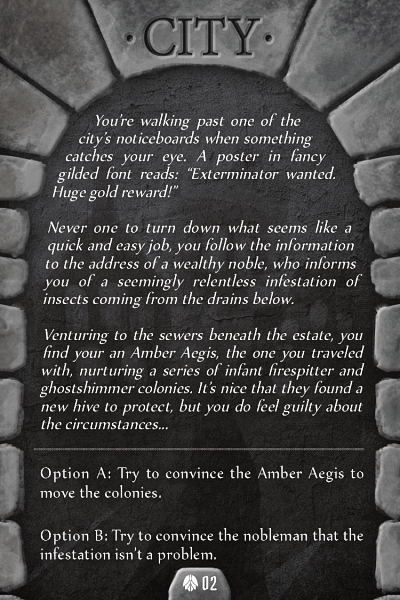 · CITY ·
You're walking past one of the
city's noticeboards when something
catches your eye. A poster in fancy
gilded font reads: "Exterminator wanted.
Huge gold reward!"
Never one to turn down what seems like a
quick and easy job, you follow the information
to the address of a wealthy noble, who informs
you of a seemingly relentless infestation of
insects coming from the drains below.
Venturing to the sewers beneath the estate, you
find your an Amber Aegis, the one you traveled
with, nurturing a series of infant firespitter and
ghostshimmer colonies. It's nice that they found a
new hive to protect, but you do feel guilty about
the circumstances...
Option A: Try to convince the Amber Aegis to
move the colonies.
Option B: Try to convince the nobleman that the
infestation isn't a problem.
02